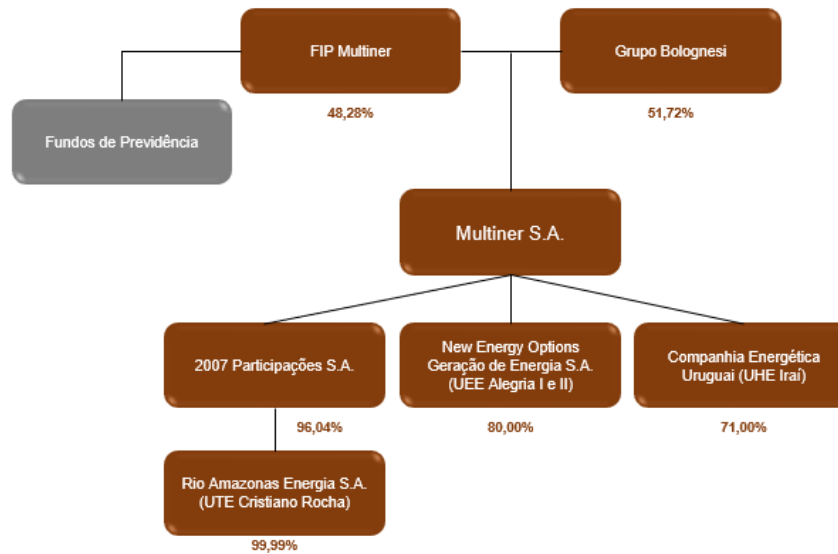 FIP Multiner
Grupo Bolognesi
48,28%
51,72%
Fundos de Previdência
Multiner S.A.
2007 Participações S.A.
New Energy Options
Geração de Energia S.A.
(UEE Alegria I e II)
Companhia Energética
Uruguai (UHE Iraí)
96,04%
80,00%
71,00%
Rio Amazonas Energia S.A.
(UTE Cristiano Rocha)
99,99%